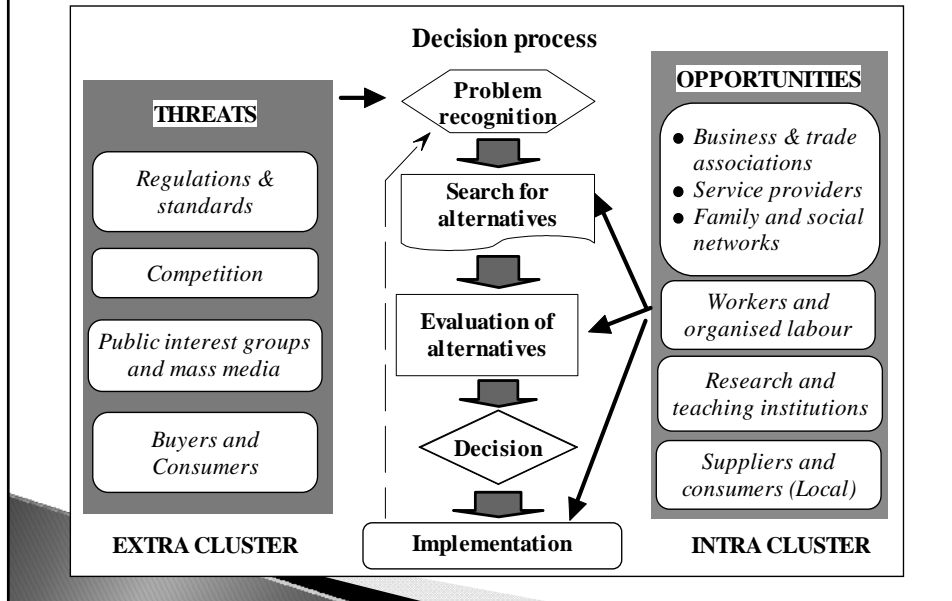 Decision process
THREATS
Regulations &
standards
Competition
Public interest groups
and mass media
Buyers and
Consumers
EXTRA CLUSTER
Problem
recognition
Search for
alternatives
Evaluation of
alternatives
Decision
Implementation
OPPORTUNITIES
● Business & trade
associations
● Service providers
● Family and social
networks
Workers and
organised labour
Research and
teaching institutions
Suppliers and
consumers (Local)
INTRA CLUSTER